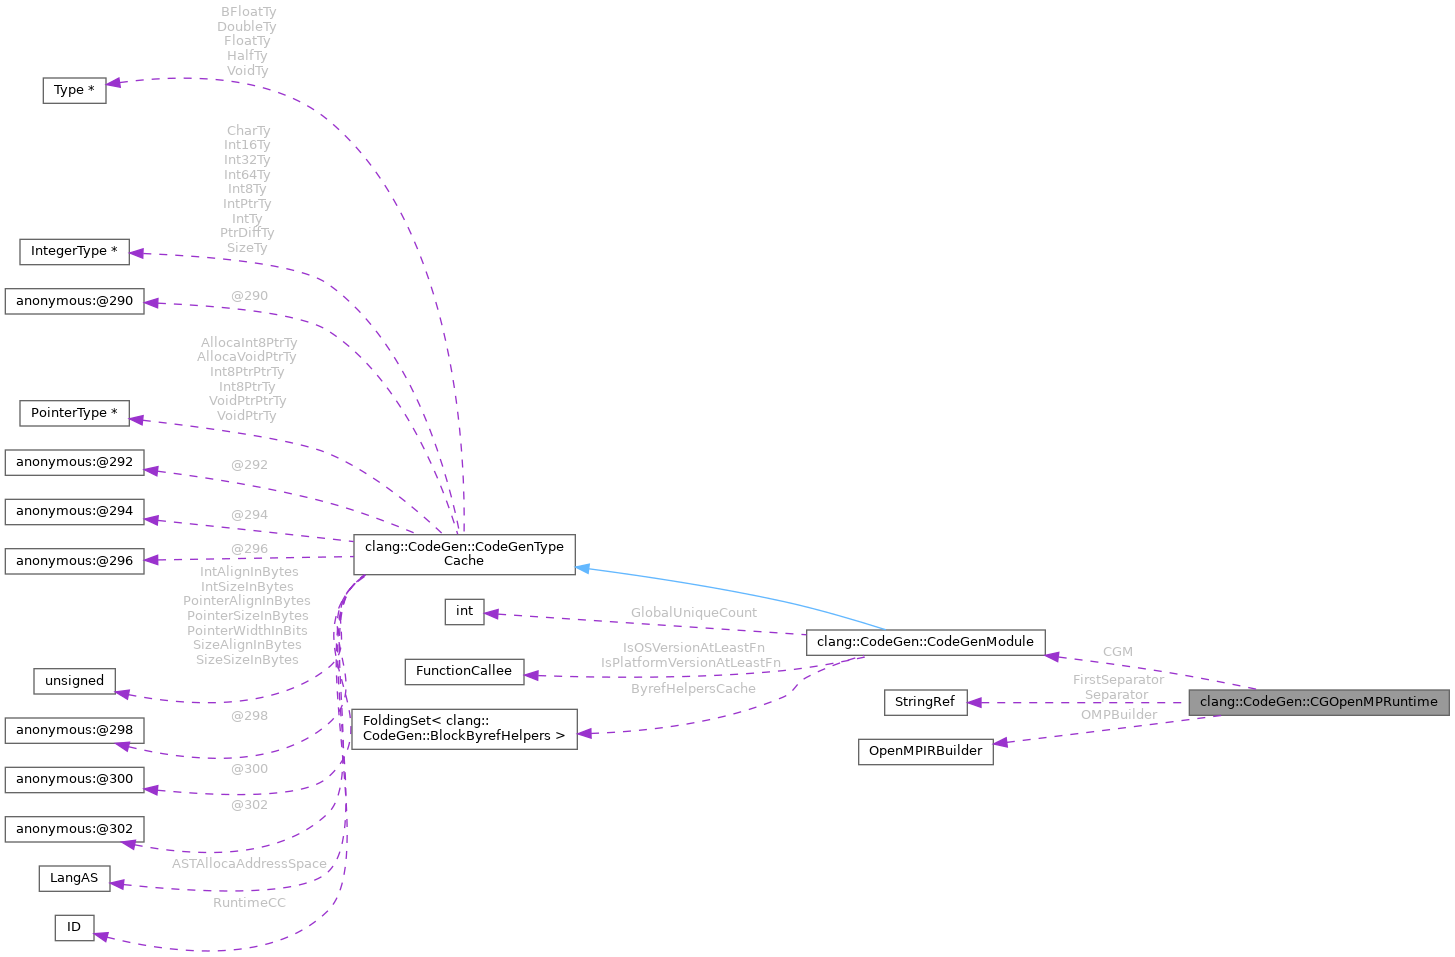 BFloatTy
DoubleTy
FloatTy
HalfTy
VoidTy
Type *
CharTy
Int16Ty
Int32Ty
Int64Ty
Int8Ty
IntPtrTy
IntTy
PtrDiffTy
SizeTy
IntegerType *
@290
anonymous:@290
AllocaInt8PtrTy
AllocaVoidPtrTy
Int8PtrPtrTy
Int8PtrTy
VoidPtrPtrTy
VoidPtrTy
PointerType *
@292
anonymous:@292
@294
anonymous:@294
@296
anonymous:@296
clang::CodeGen::CodeGenType
Cache
IntAlignInBytes
IntSizeInBytes
PointerAlignInBytes
PointerSizeInBytes
PointerWidthInBits
SizeAlignInBytes
SizeSizeInBytes
unsigned
int
GlobalUniqueCount
clang::CodeGen::CodeGenModule
IsOSVersionAtLeastFn
IsPlatformVersionAtLeastFn
FunctionCallee
ByrefHelpersCache
CGM
FirstSeparator
Separator
StringRef
clang::CodeGen::CGOpenMPRuntime
OMPBuilder
OpenMPIRBuilder
FoldingSet< clang::
CodeGen::BlockByrefHelpers >
@298
anonymous:@298
@300
anonymous:@300
@302
anonymous:@302
ASTAllocaAddressSpace
LangAS
RuntimeCC
ID